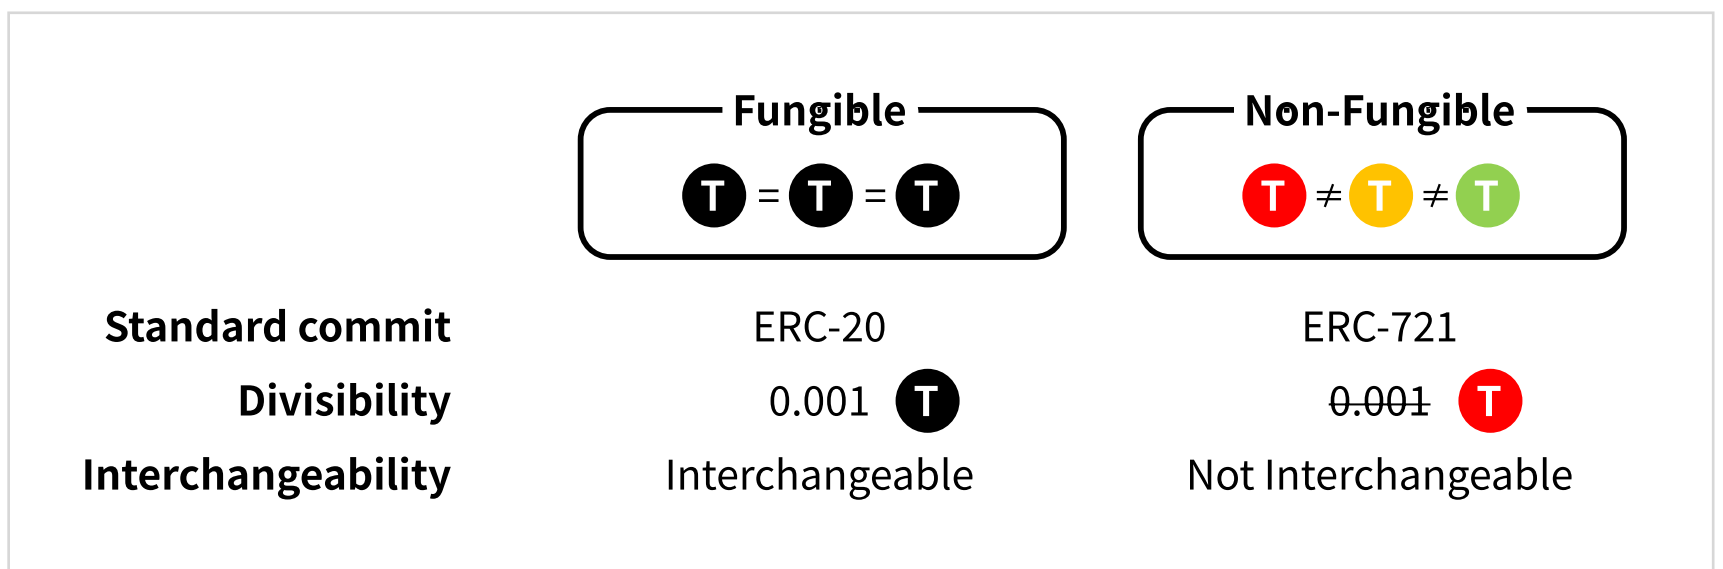 Fungible Non-Fungible
T = T = T T ≠ T ≠ T
Standard commit ERC-20 ERC-721
Divisibility 0.001 T 0.001 T
Interchangeability Interchangeable Not Interchangeable